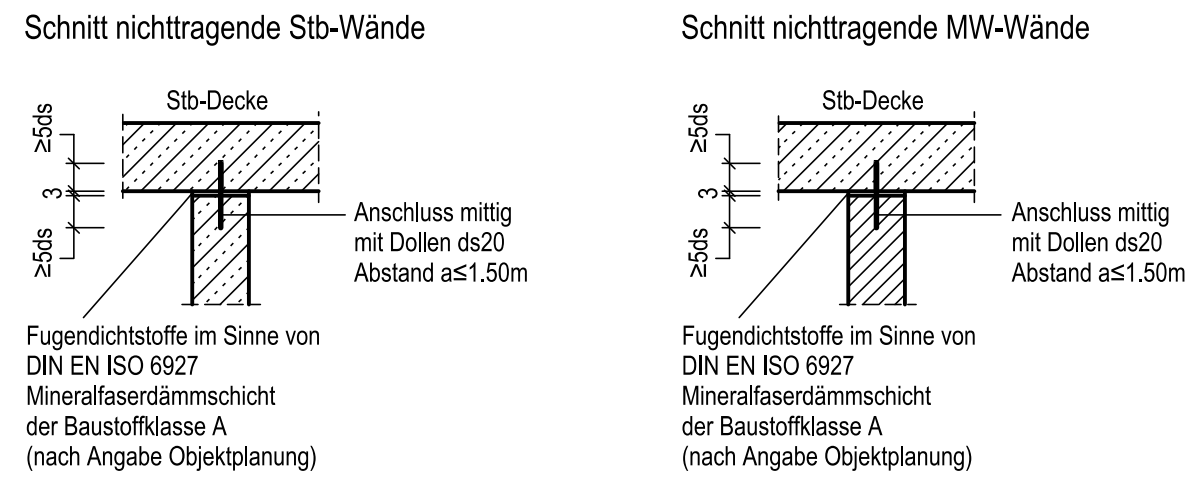 Schnitt nichttragende Stb-Wände
Stb-Decke
≥5ds
3
≥5ds
Anschluss mittig
mit Dollen ds20
Abstand a≤1.50m
Fugendichtstoffe im Sinne von
DIN EN ISO 6927
Mineralfaserdämmschicht
der Baustoffklasse A
(nach Angabe Objektplanung)
Schnitt nichttragende MW-Wände
Stb-Decke
≥5ds
3
≥5ds
Anschluss mittig
mit Dollen ds20
Abstand a≤1.50m
Fugendichtstoffe im Sinne von
DIN EN ISO 6927
Mineralfaserdämmschicht
der Baustoffklasse A
(nach Angabe Objektplanung)